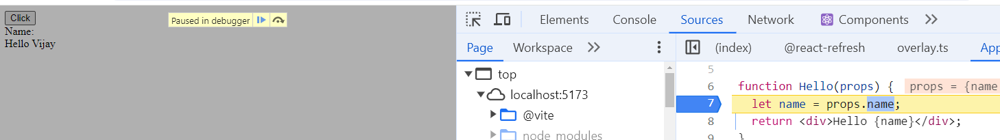 Click
Paused in debugger
Name:
Hello Vijay
Elements Console Sources Network Components
Page Workspace
(index) @react-refresh overlay.ts App
top
localhost:5173
@vite
node_modules
5
6 function Hello(props) { props = {name
7 let name = props.name;
8 return <div>Hello {name}</div>;
9 }